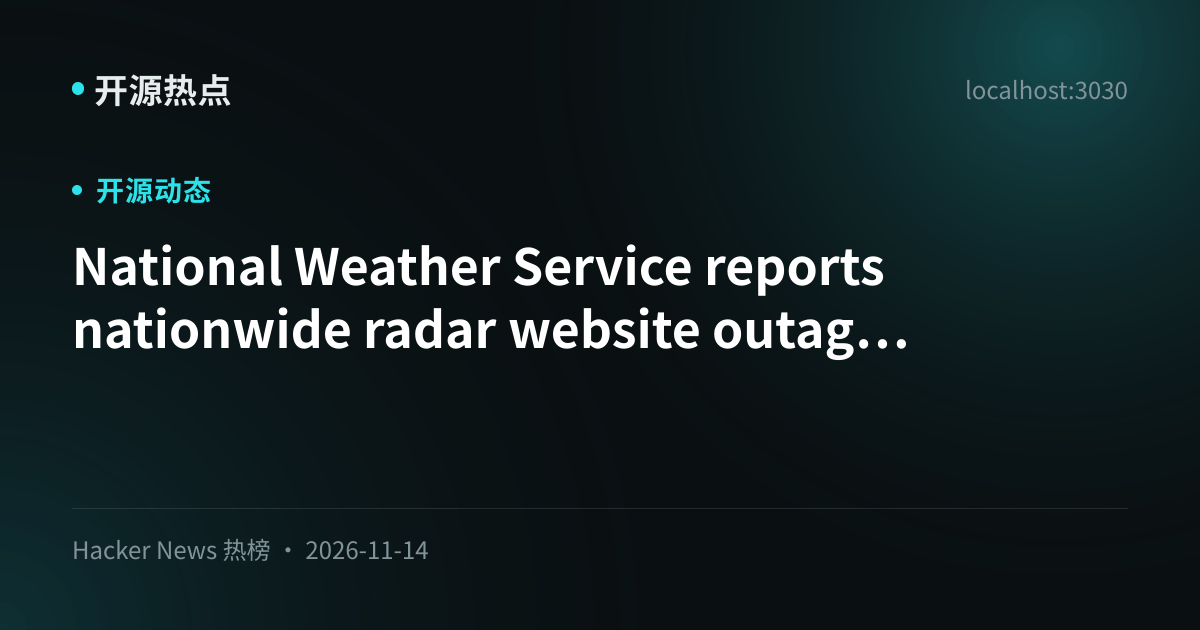 开源热点
localhost:3030
开源动态
National Weather Service reports
nationwide radar website outag…
Hacker News 热榜 · 2026-11-14